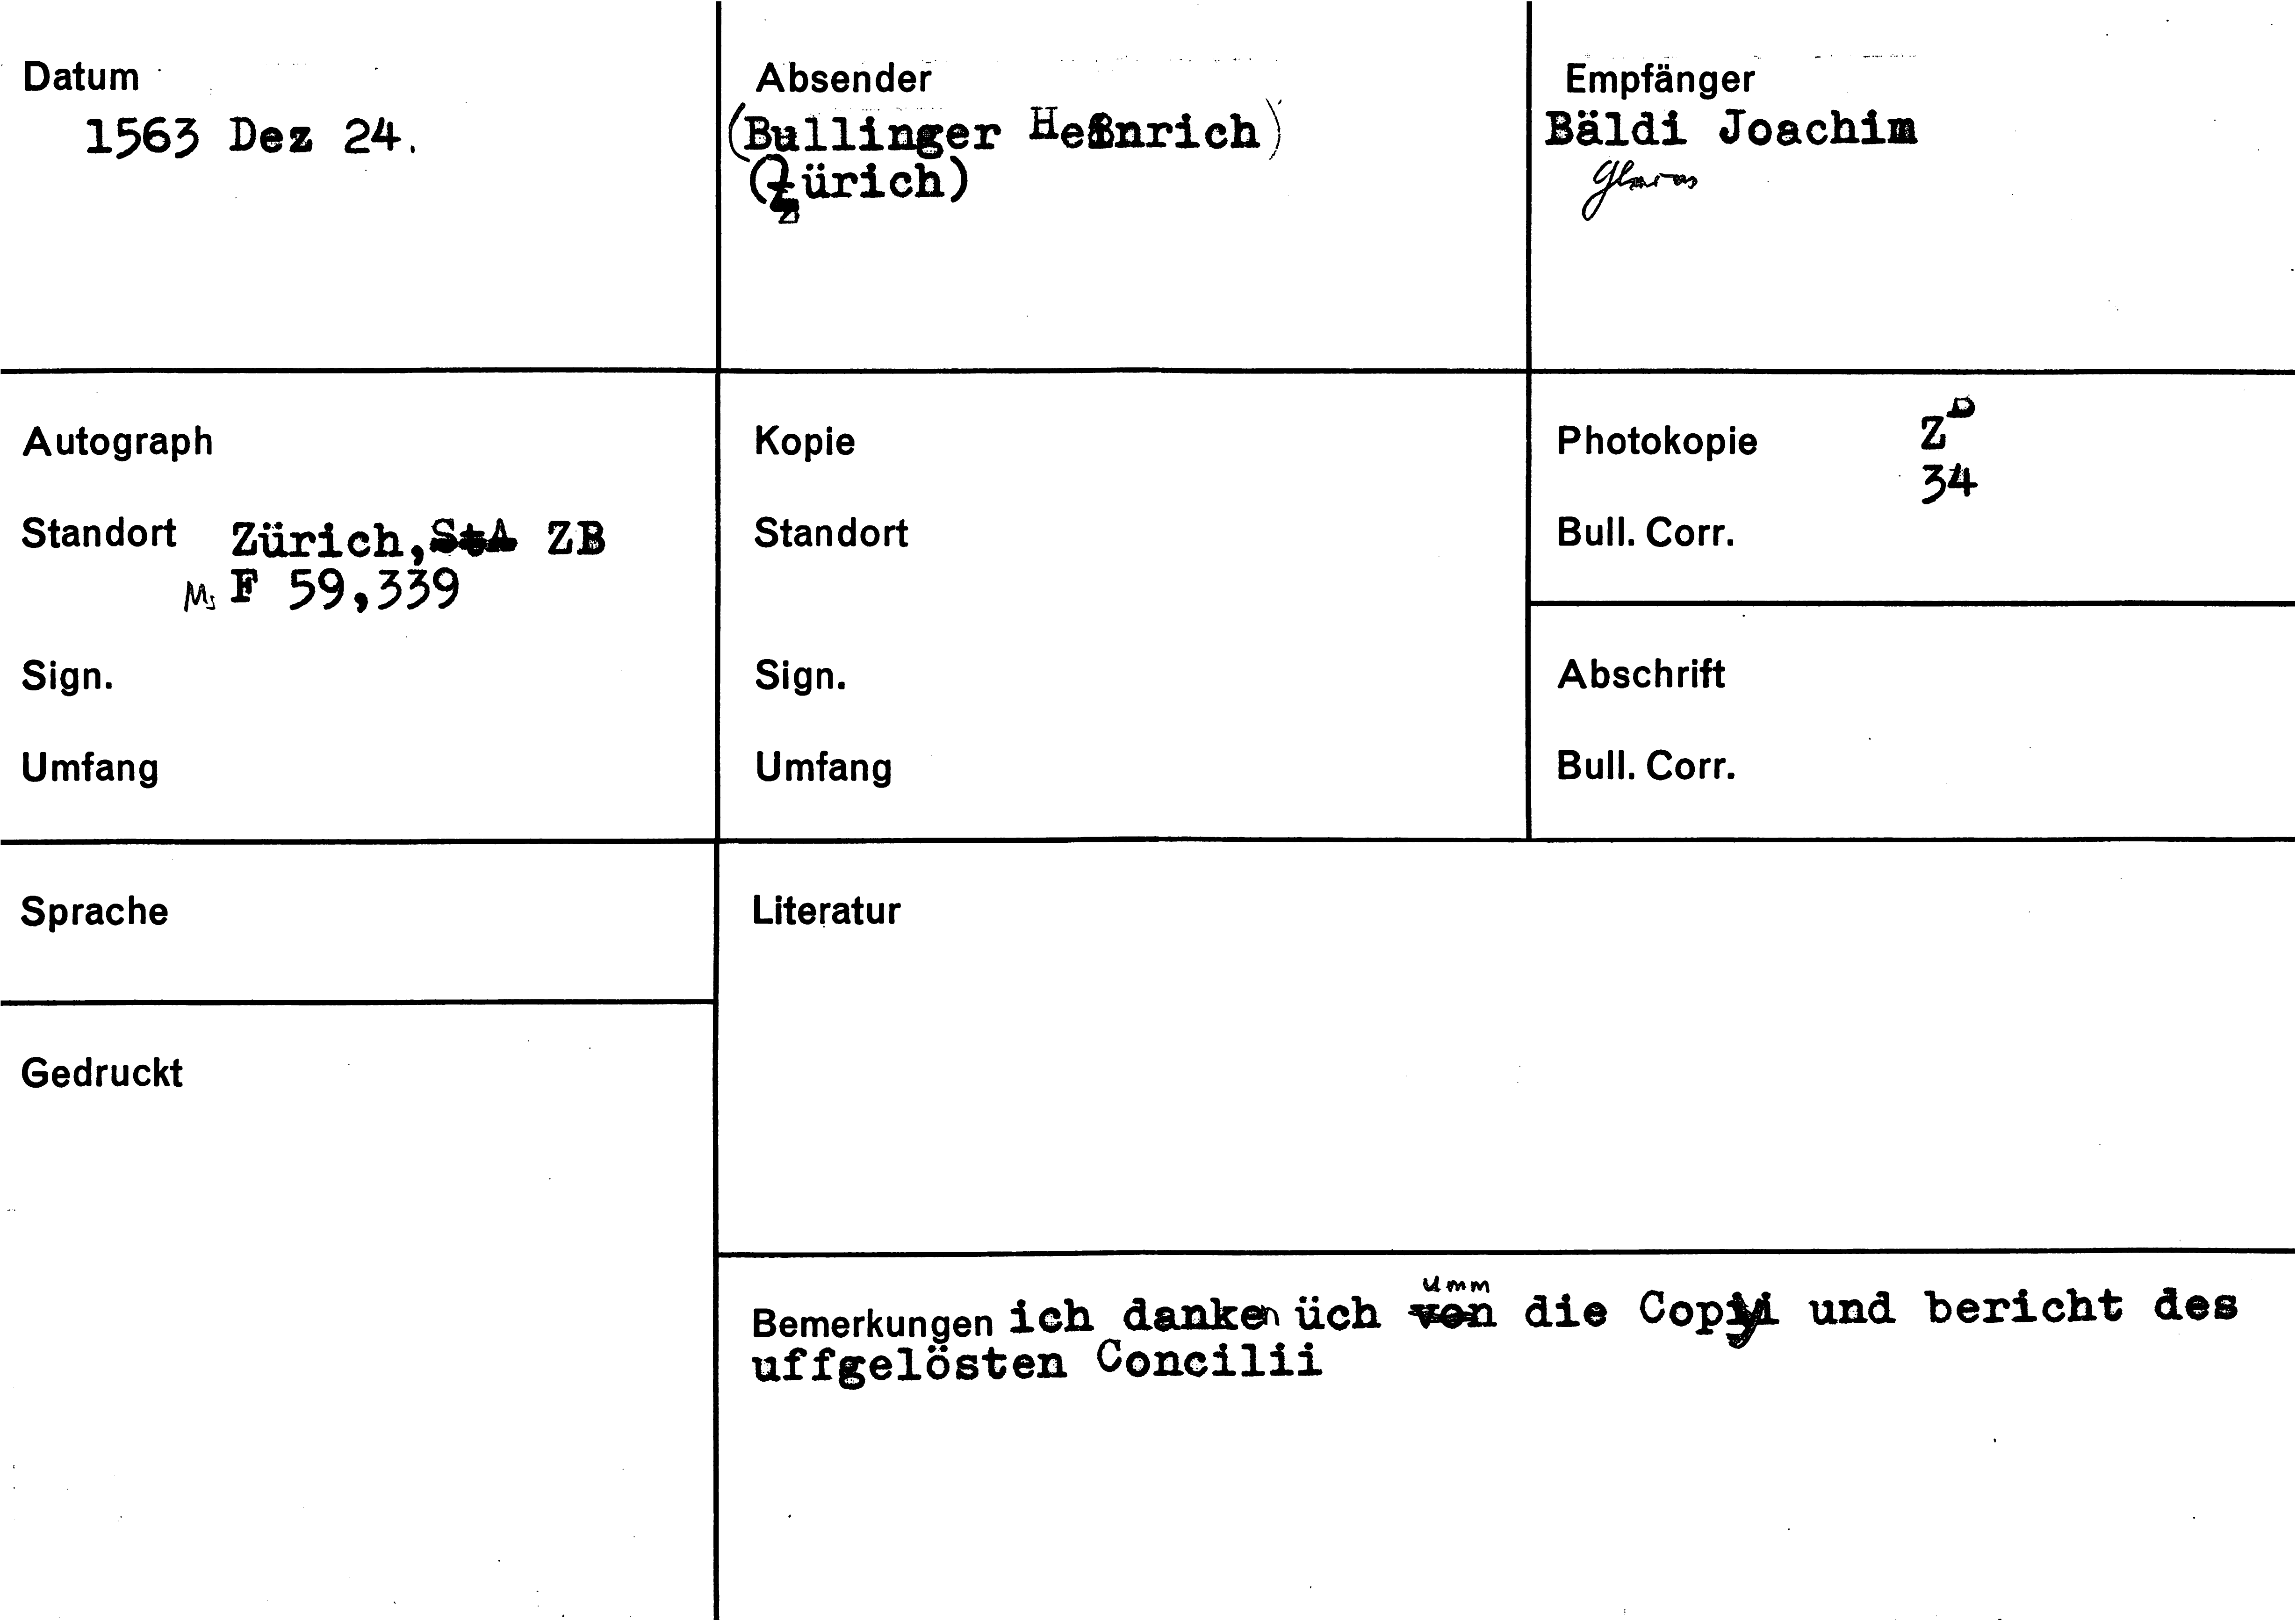 Datum
1563 Dez 24.
Absender
(Bullinger Heinrich)
(Zürich)
Empfänger
Bäldi Joachim
Glarus
Autograph
Standort Zürich, StA ZB
Ms F 59,339
Sign.
Umfang
Kopie
Standort
Sign.
Umfang
Photokopie Z
34
Bull. Corr.
Abschrift
Bull. Corr.
Sprache
Gedruckt
Literatur
umm
Bemerkungen ich danken üch von die Copy und bericht des
uffgelösten Concilii